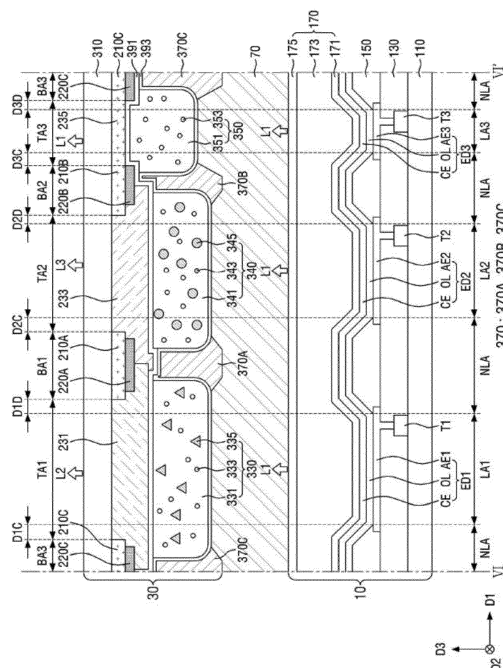 D1C D1D D2C D2D D3C D3D
BA3 TA1 BA1 TA2 BA2 TA3 BA3
220C 210C L2 231 220A 210A 233 L3 220B 210B L1 235 220C
310
210C
391
393
370C
30
331 333 335
330
341 343 345
340
351 353
350
370C L1 370A L1 370B L1
70
10
175
173
171
170
150
130
110
CE OL AE1 T1 CE OL AE2 T2 CE OL AE3 T3
ED1 ED2 ED3
NLA LA1 NLA LA2 NLA LA3 NLA
VI VI'
370: 370A, 370B, 370C
D3
D2 D1